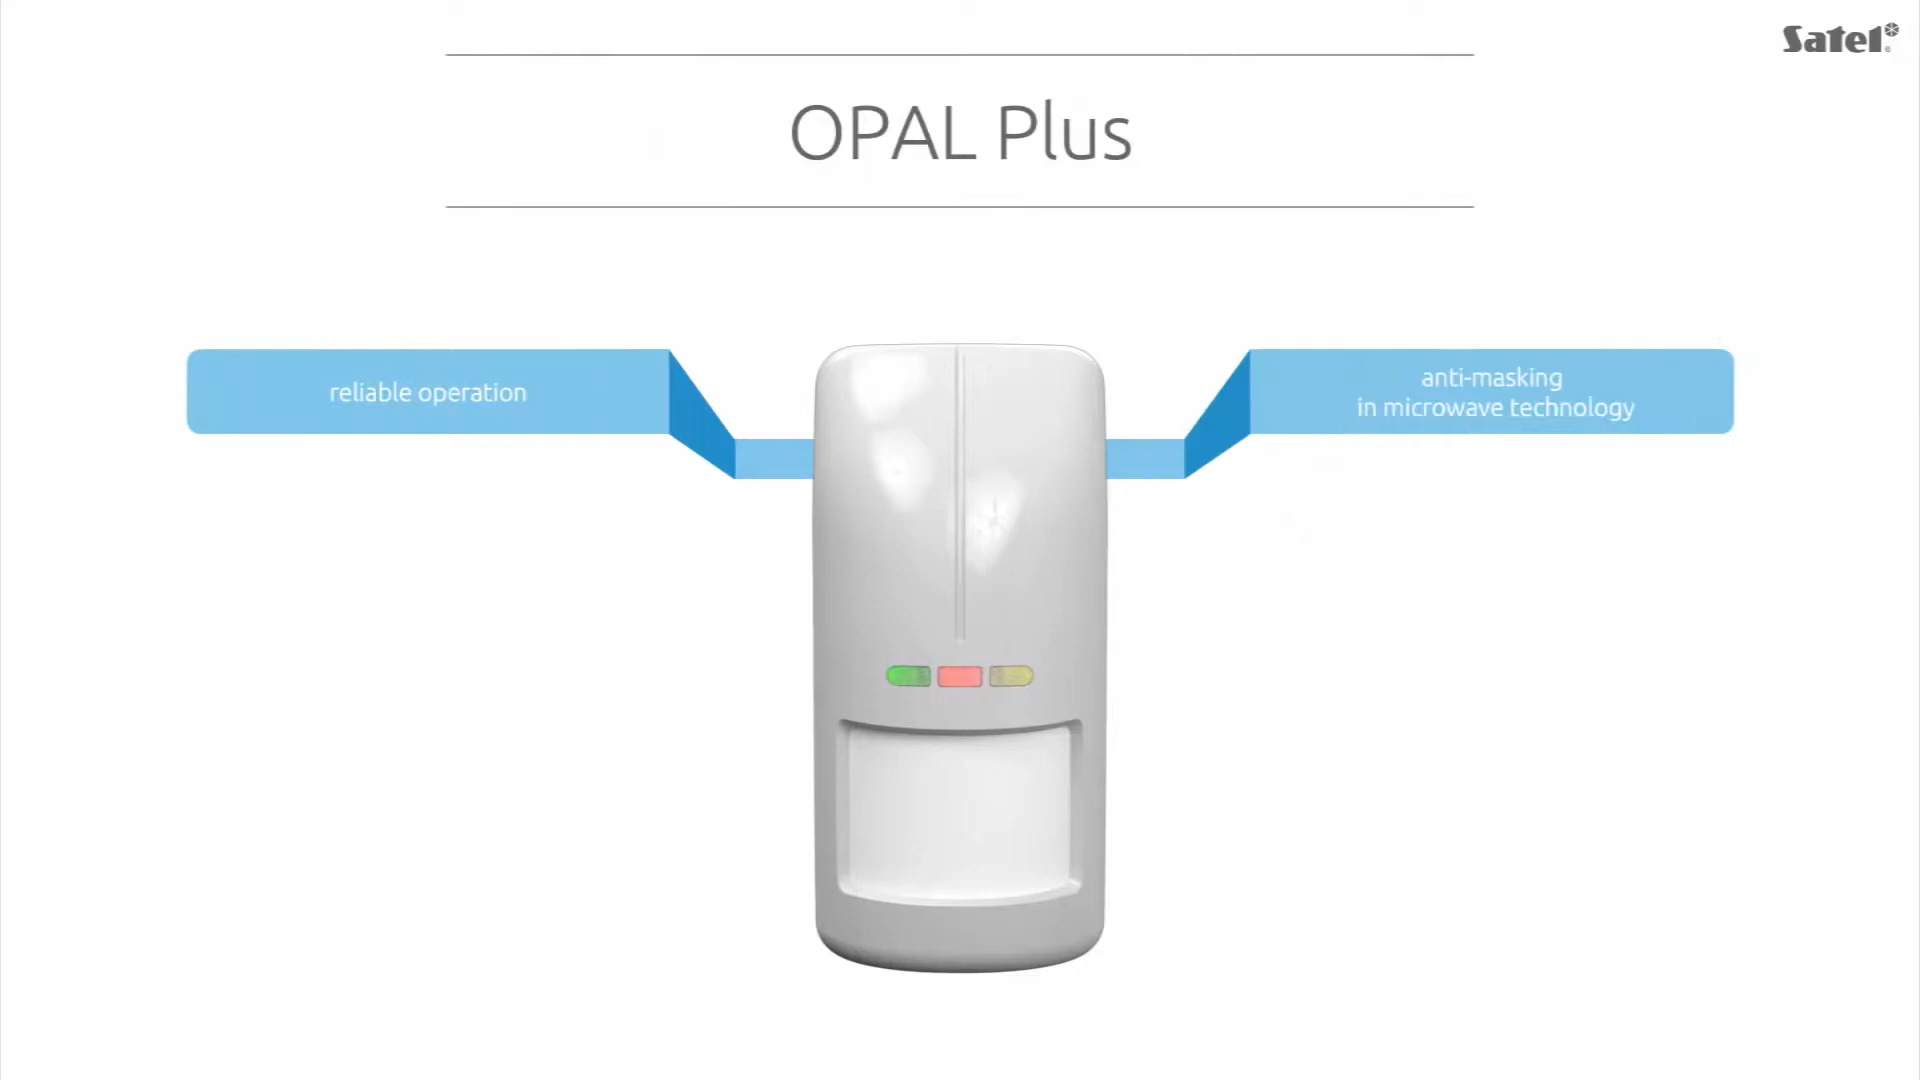 Satel
OPAL Plus
reliable operation
anti-masking
in microwave technology